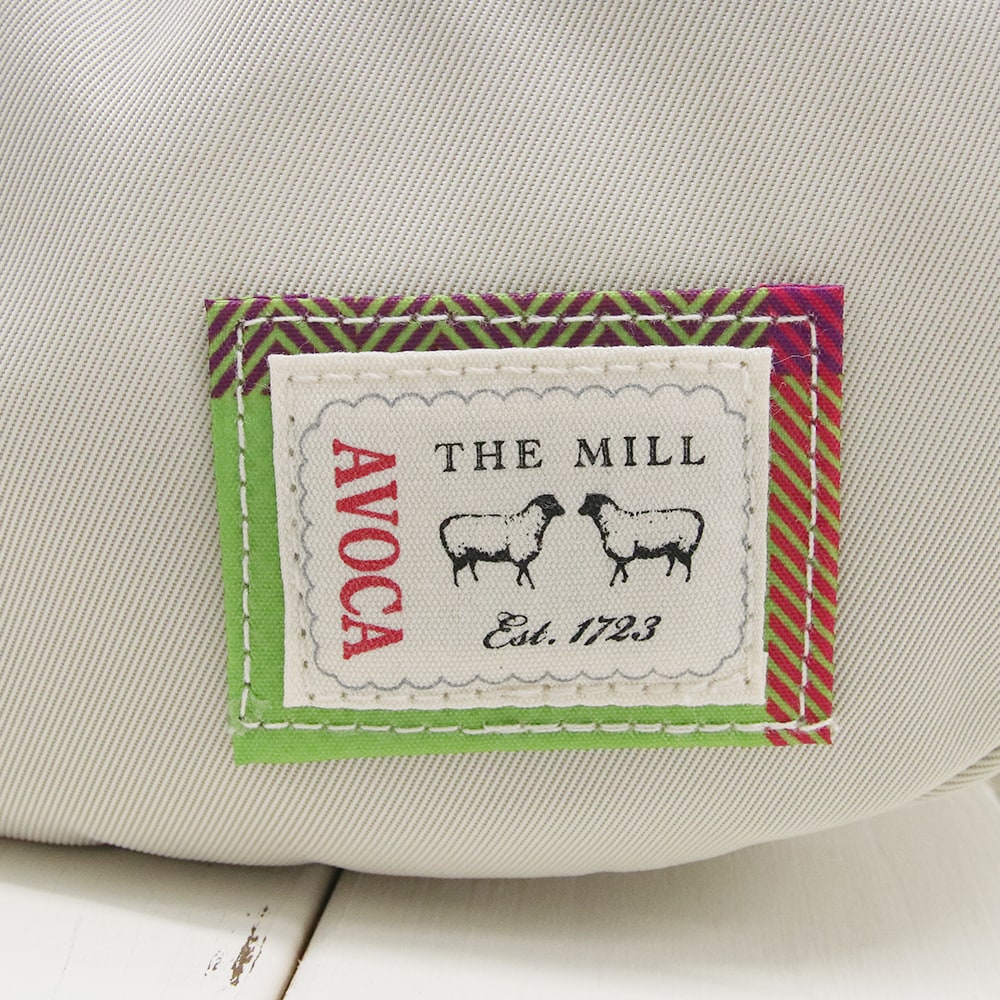 AVOCA
THE MILL
Est. 1723